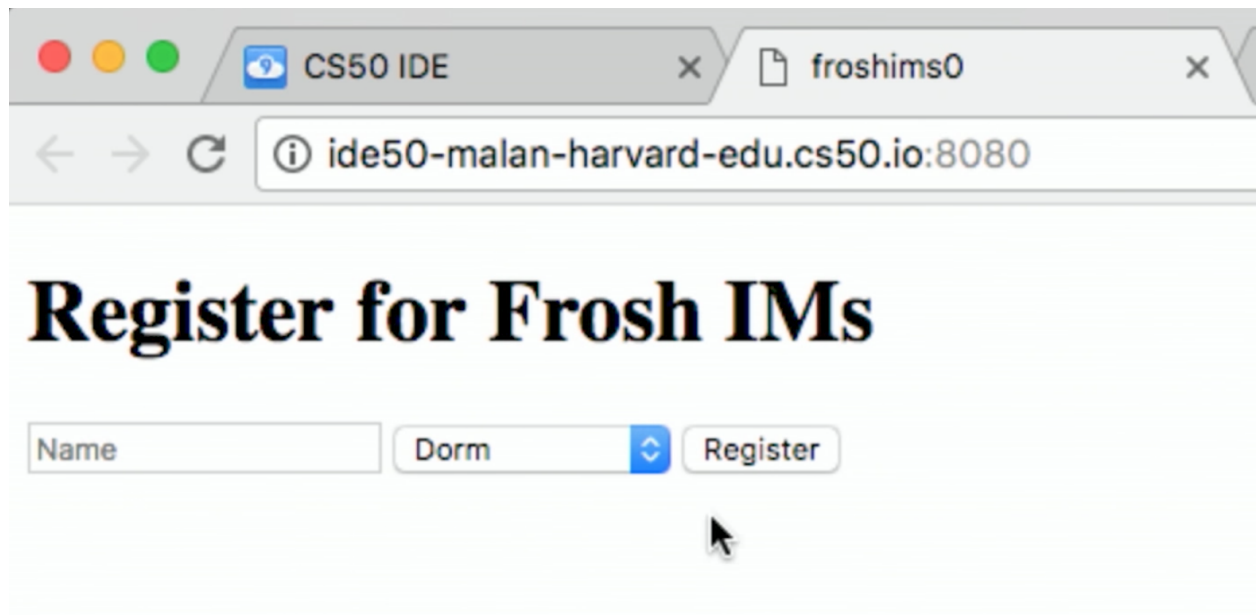 CS50 IDE froshims0
ide50-malan-harvard-edu.cs50.io:8080
Register for Frosh IMs
Name Dorm Register